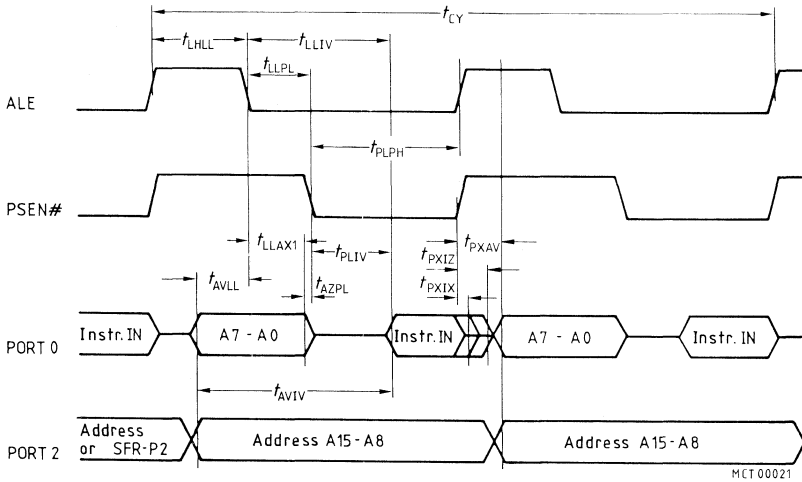 tCY
tLHLL tLLIV
tLLPL
ALE
tPLPH
PSEN#
tLLAX1 tPLIV tPXIZ tPXAV
tAVLL tAZPL tPXIX
PORT 0 Instr. IN A7 - A0 Instr. IN A7 - A0 Instr. IN
tAVIV
PORT 2 Address or SFR-P2 Address A15-A8 Address A15-A8
MCT00021